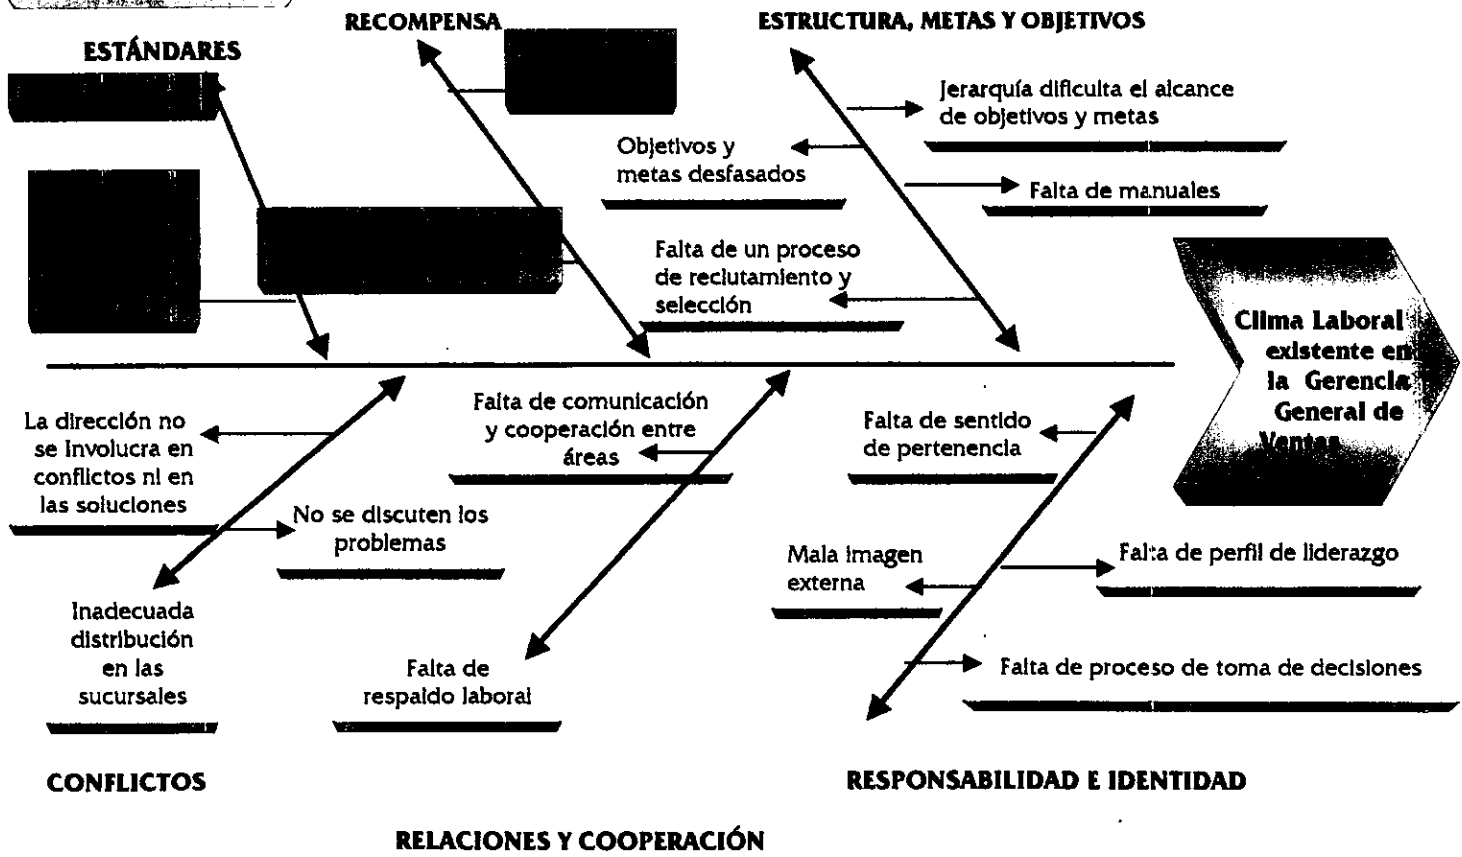 RECOMPENSA
ESTRUCTURA, METAS Y OBJETIVOS
ESTÁNDARES
Jerarquía dificulta el alcance
de objetivos y metas
Objetivos y
metas desfasados
Falta de manuales
Falta de un proceso
de reclutamiento y
selección
Clima Laboral
existente en
la Gerencia
General de
Ventas
La dirección no
se involucra en
conflictos ni en
las soluciones
Falta de comunicación
y cooperación entre
áreas
Falta de sentido
de pertenencia
No se discuten los
problemas
Mala imagen
externa
Falta de perfil de liderazgo
Inadecuada
distribución
en las
sucursales
Falta de
respaldo laboral
Falta de proceso de toma de decisiones
CONFLICTOS
RESPONSABILIDAD E IDENTIDAD
RELACIONES Y COOPERACIÓN